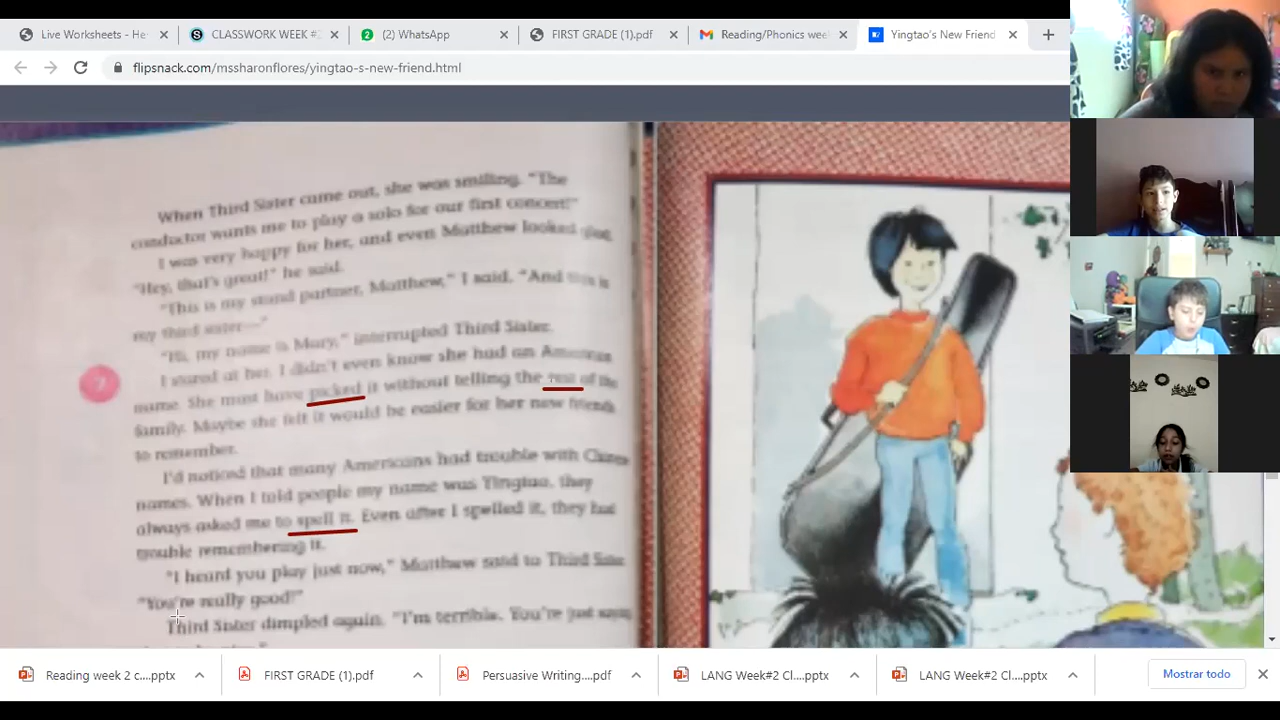 Live Worksheets - He
CLASSWORK WEEK #2
(2) WhatsApp
FIRST GRADE (1).pdf
Reading/Phonics wee
Yingtao's New Friend
flipsnack.com/mssharonflores/yingtao-s-new-friend.html
When Third Sister came out, she was smiling. "The
conductor wants me to play a solo for our first concert!"
I was very happy for her, and even Matthew looked glad.
"Hey, that's great!" he said.
"This is my stand partner, Matthew," I said. "And this is
my third sister—"
"Hi, my name is Mary," interrupted Third Sister.
I stared at her. I didn't even know she had an American
name. She must have picked it without telling the rest of the
family. Maybe she felt it would be easier for her new friends
to remember.
I'd noticed that many Americans had trouble with Chinese
names. When I told people my name was Yingtao, they
always asked me to spell it. Even after I spelled it, they had
trouble remembering it.
"I heard you play just now," Matthew said to Third Sister.
"You're really good!"
Third Sister dimpled again. "I'm terrible. You're just
Reading week 2 c....pptx
FIRST GRADE (1).pdf
Persuasive Writing....pdf
LANG Week#2 Cl....pptx
LANG Week#2 Cl....pptx
Mostrar todo